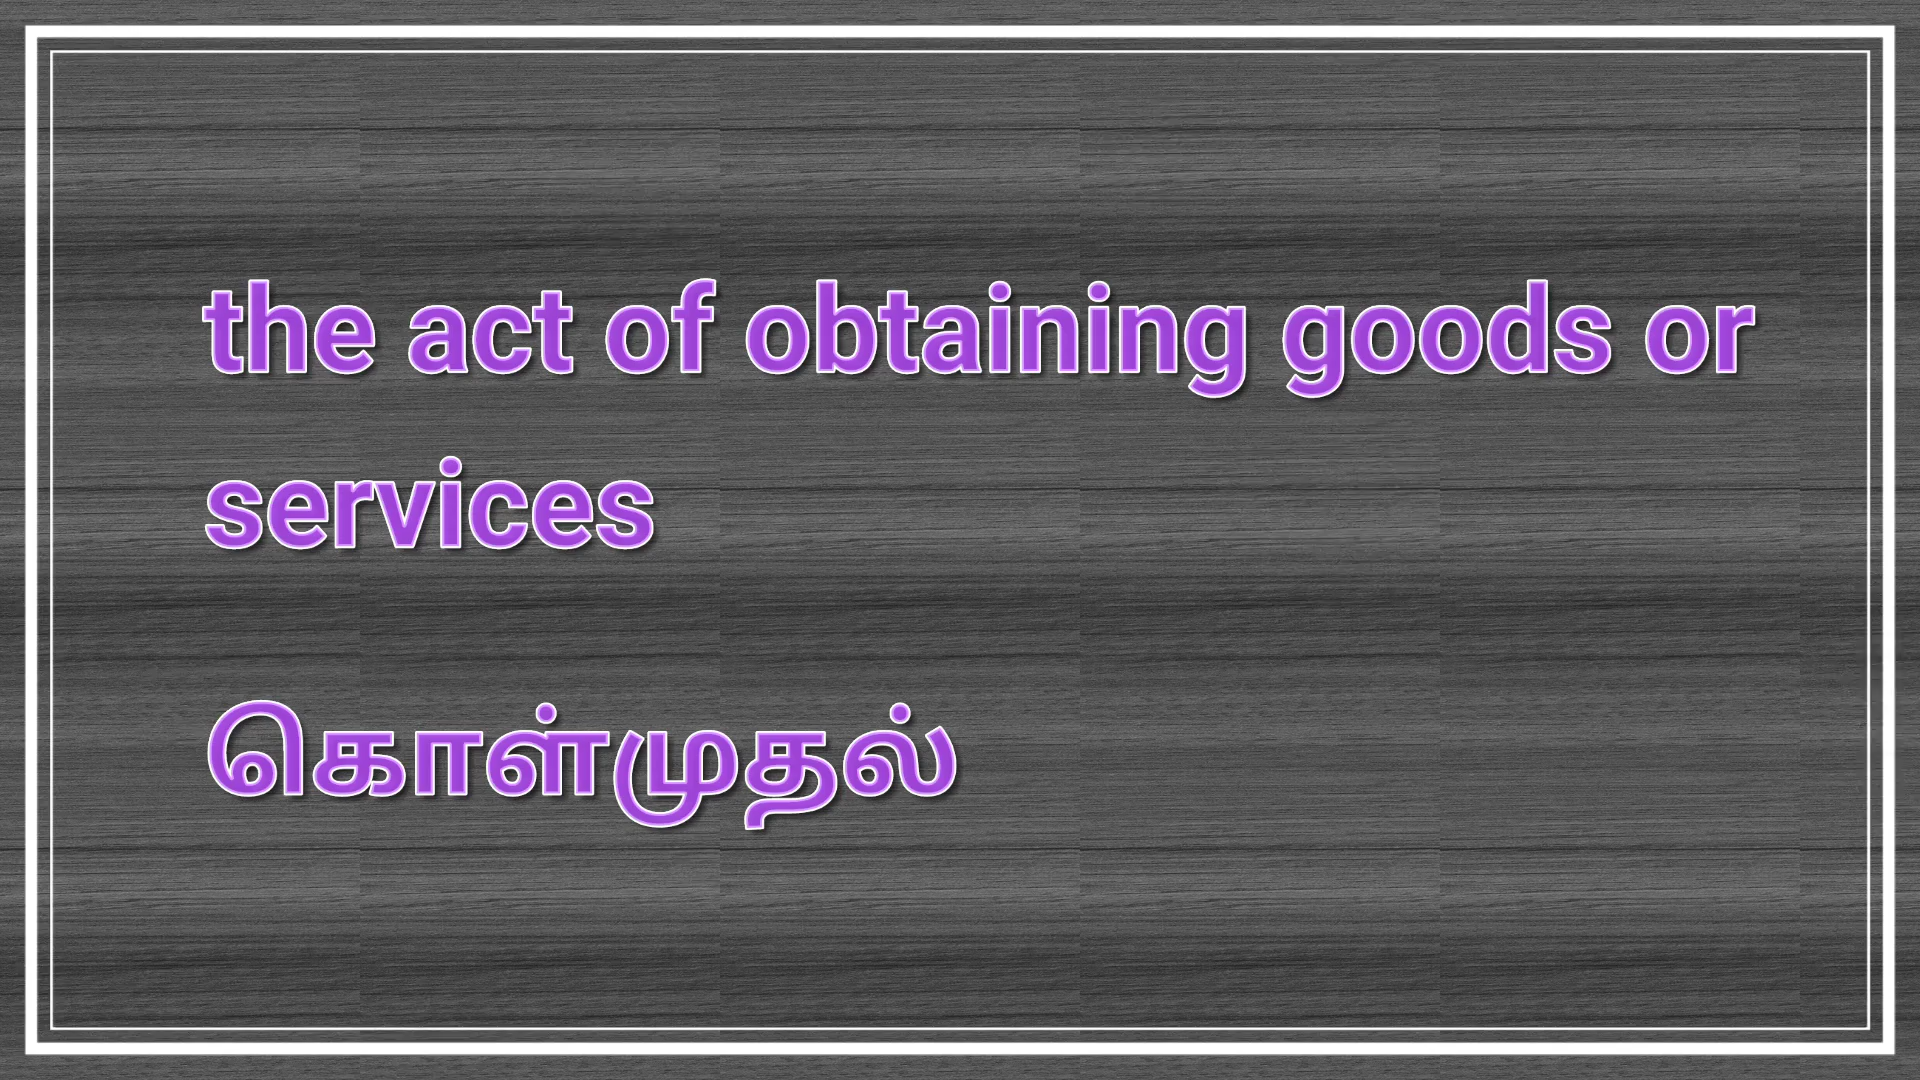 the act of obtaining goods or
services
கொள்முதல்